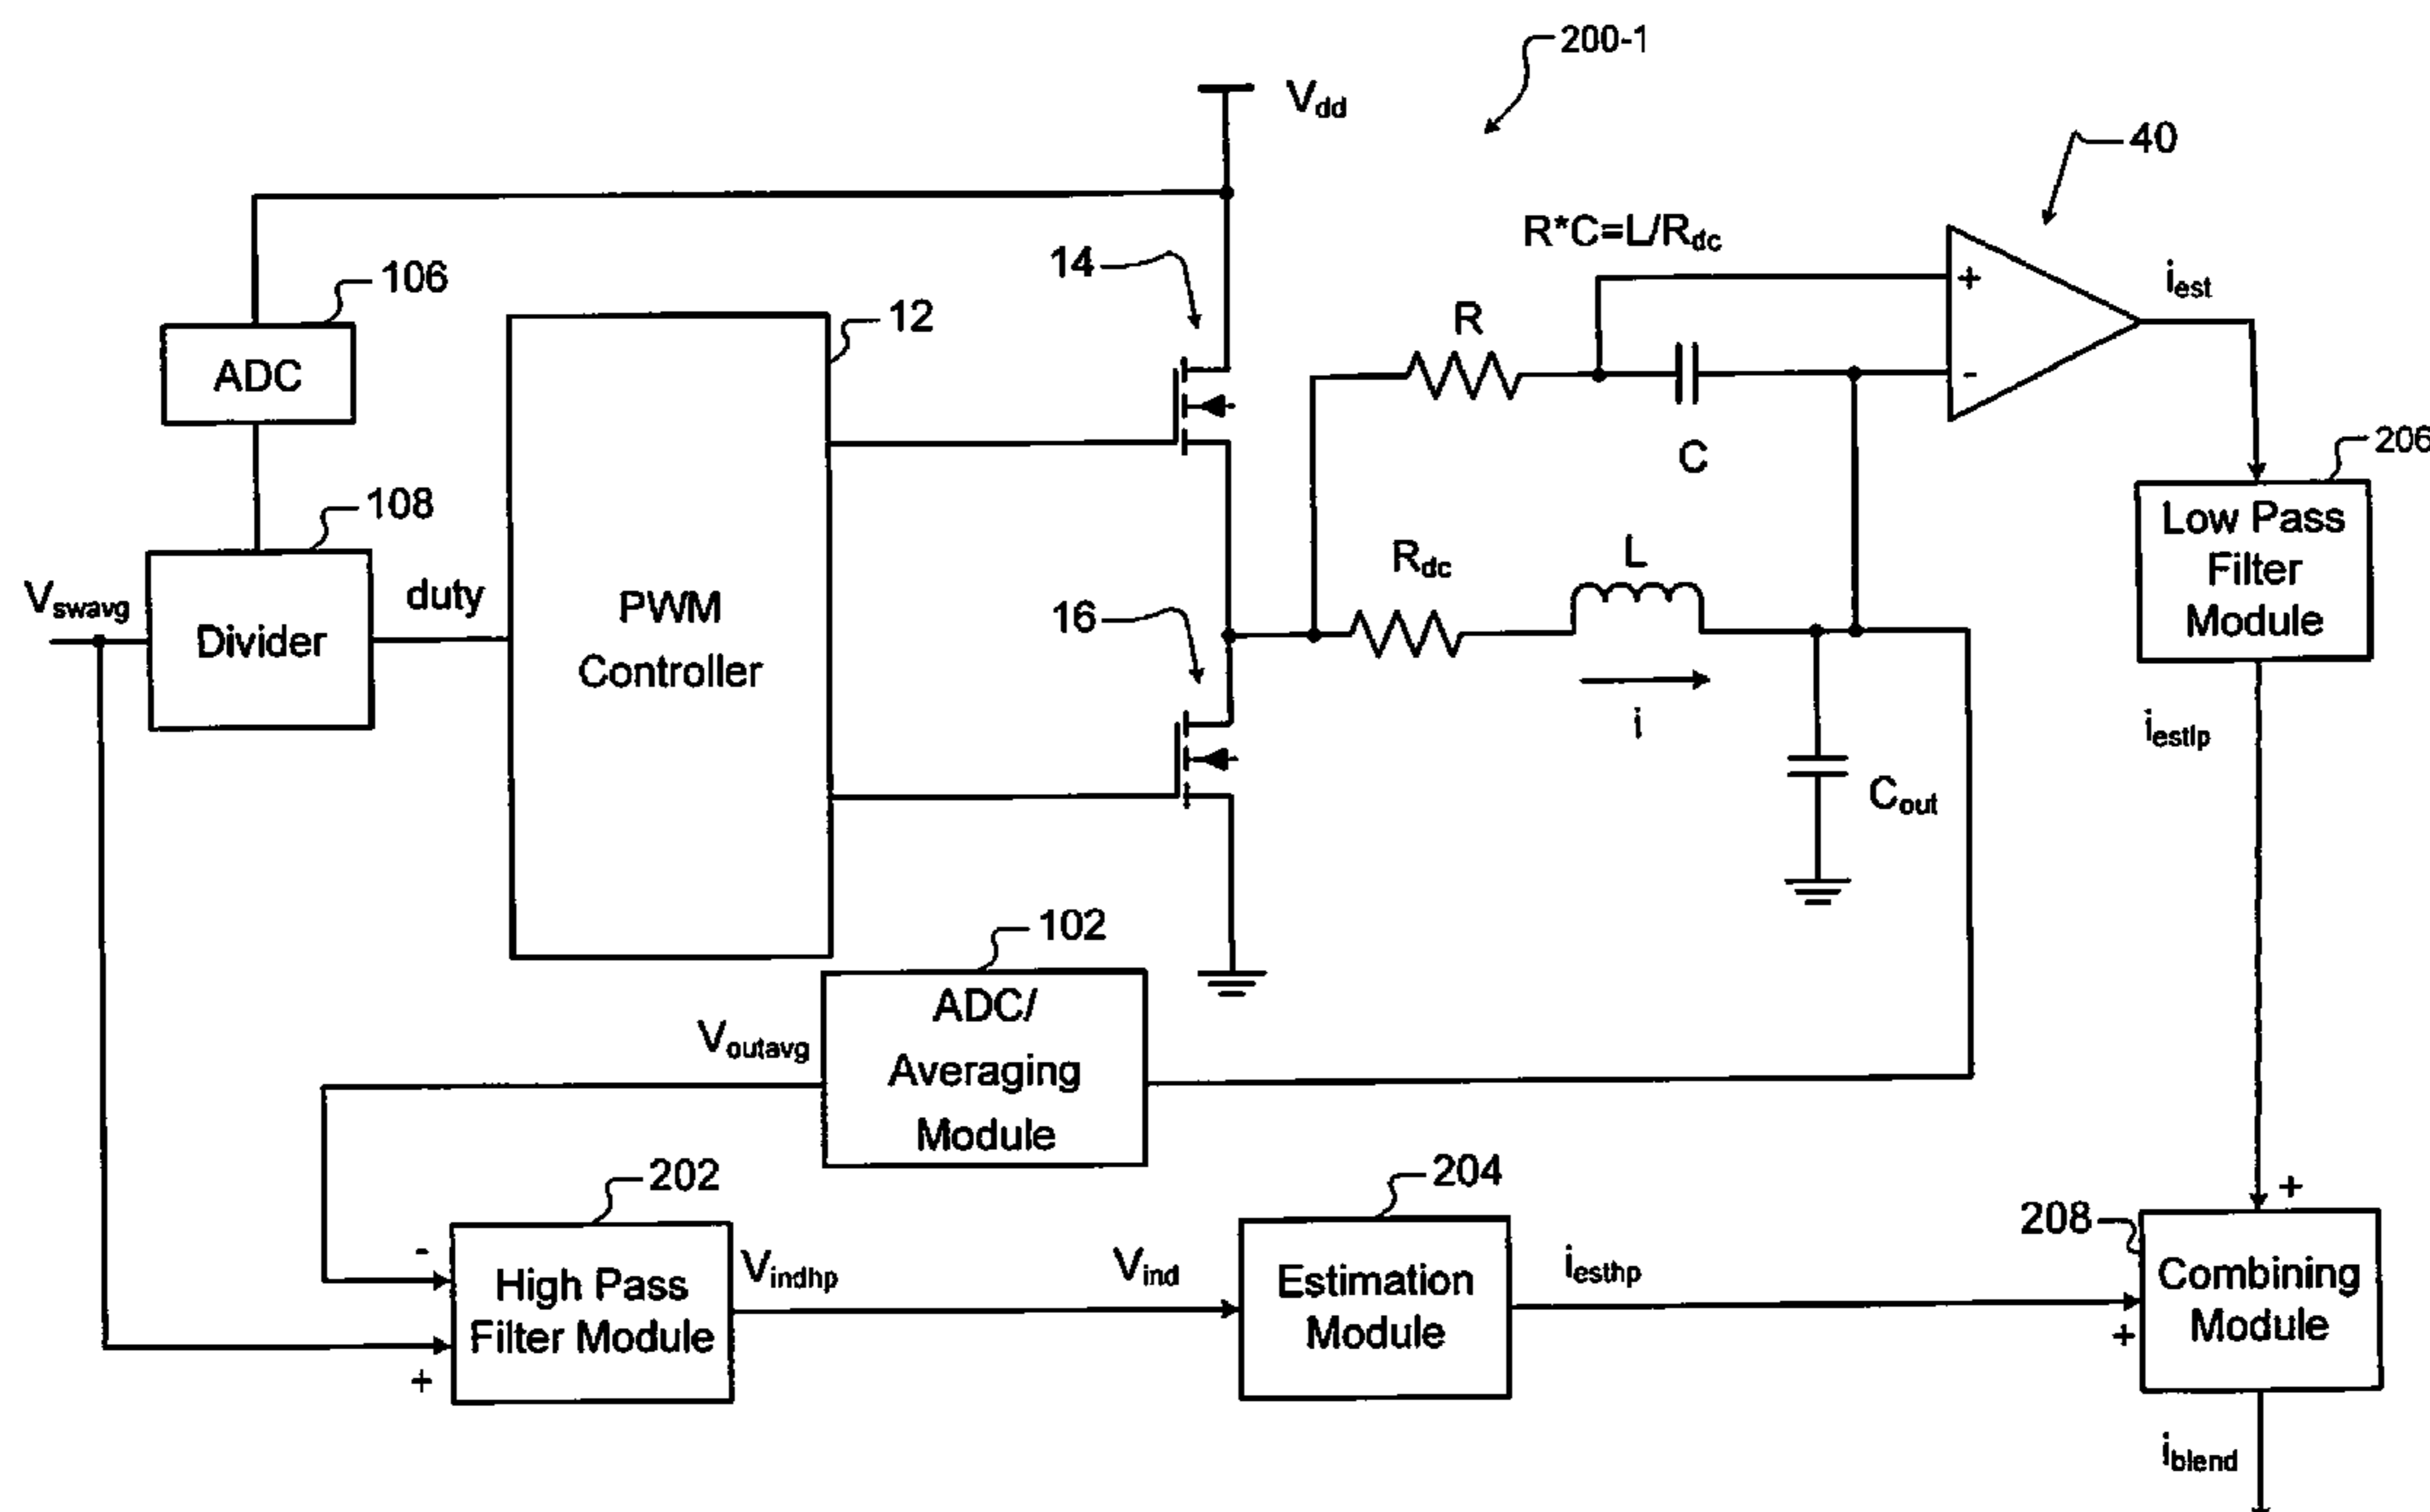 200-1
Vdd
40
R*C=L/Rdc
14
106
12
R
+
iest
ADC
-
C
206
108
Low Pass
Filter
Module
Vswavg
duty
Divider
PWM
Controller
Rdc
L
16
i
iestlp
Cout
102
ADC/
Averaging
Module
Voutavg
202
204
+
208
-
High Pass
Filter Module
Vindhp
Vind
Estimation
Module
iesthp
Combining
Module
+
+
iblend